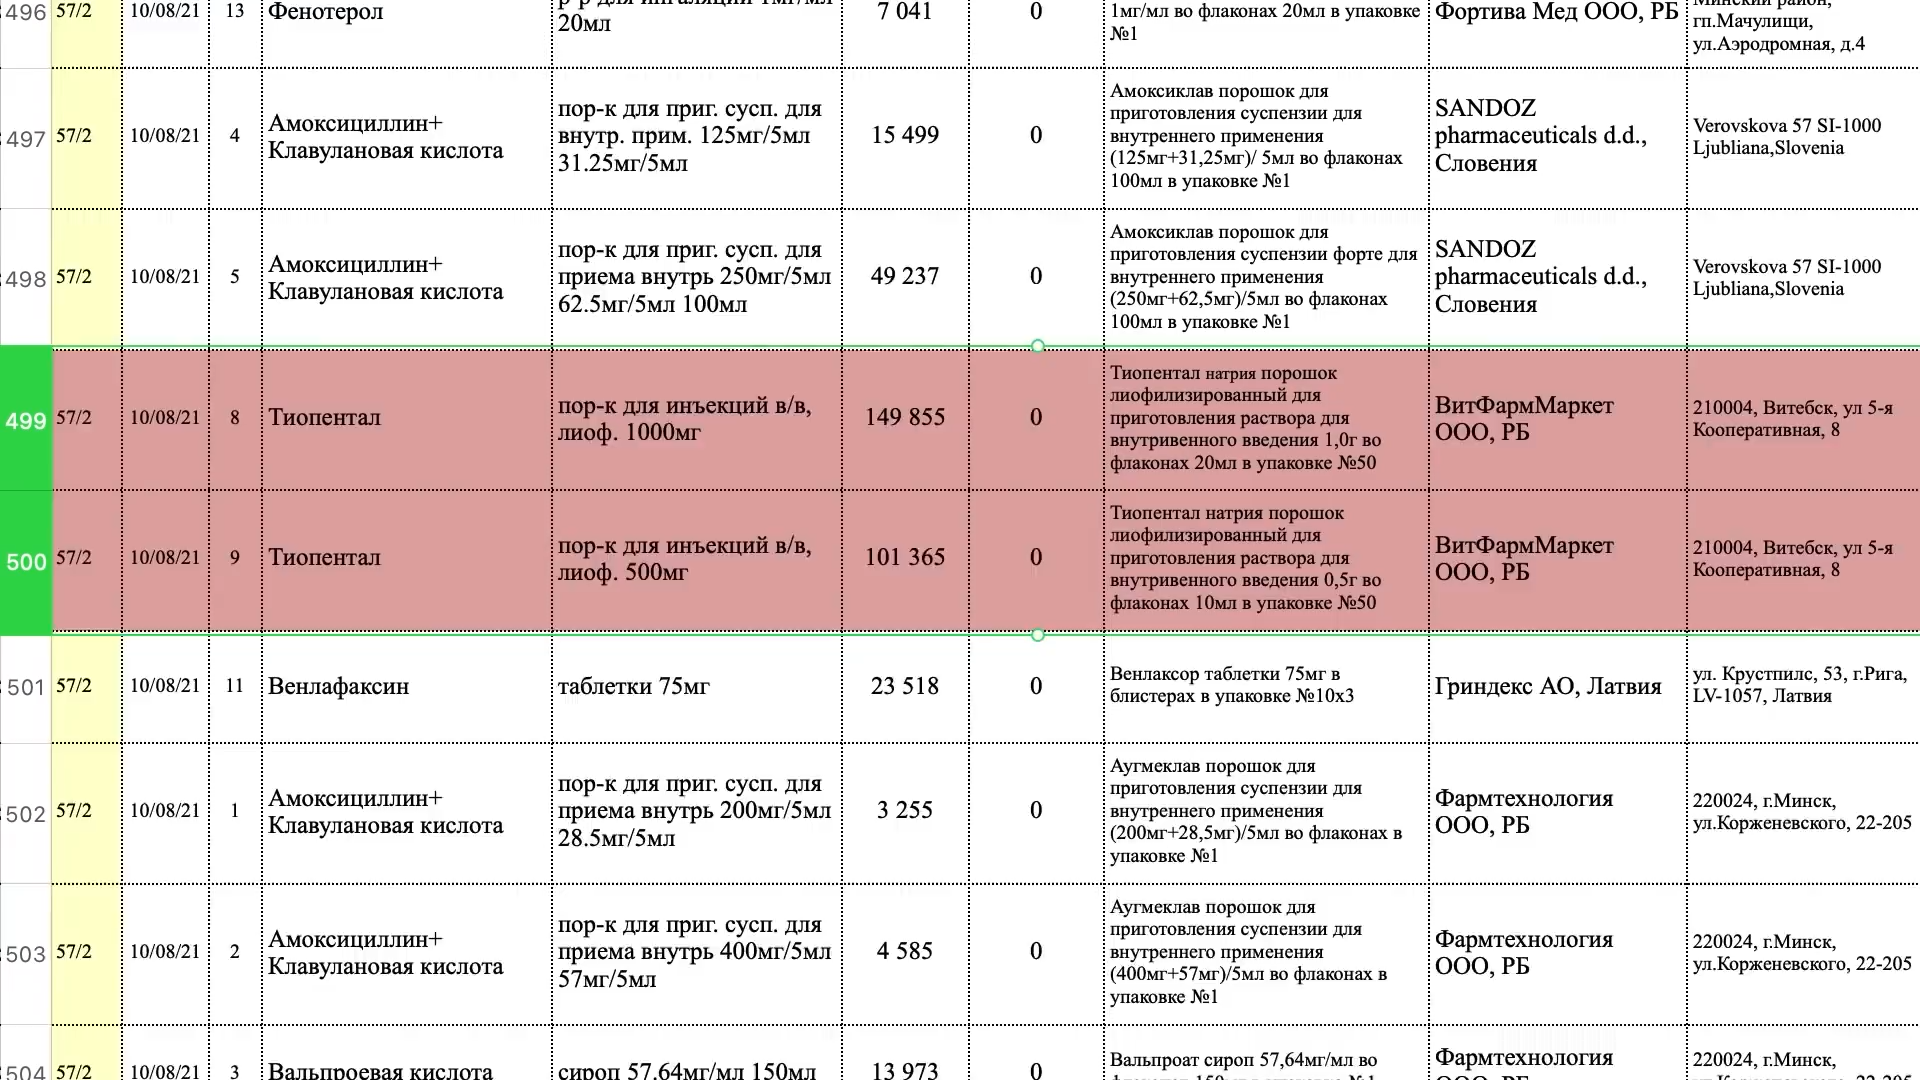 496 57/2 10/08/21 13 Фенотерол
20мл
7 041 0
1мг/мл во флаконах 20мл в упаковке
№1
Фортива Мед ООО, РБ
гп.Мачулищи,
ул.Аэродромная, д.4
497 57/2 10/08/21 4
Амоксициллин+
Клавулановая кислота
пор-к для приг. сусп. для
внутр. прим. 125мг/5мл
31.25мг/5мл
15 499 0
Амоксиклав порошок для
приготовления суспензии для
внутреннего применения
(125мг+31,25мг)/ 5мл во флаконах
100мл в упаковке №1
SANDOZ
pharmaceuticals d.d.,
Словения
Verovskova 57 SI-1000
Ljubliana,Slovenia
498 57/2 10/08/21 5
Амоксициллин+
Клавулановая кислота
пор-к для приг. сусп. для
приема внутрь 250мг/5мл
62.5мг/5мл 100мл
49 237 0
Амоксиклав порошок для
приготовления суспензии форте для
внутреннего применения
(250мг+62,5мг)/5мл во флаконах
100мл в упаковке №1
SANDOZ
pharmaceuticals d.d.,
Словения
Verovskova 57 SI-1000
Ljubliana,Slovenia
499 57/2 10/08/21 8 Тиопентал
пор-к для инъекций в/в,
лиоф. 1000мг
149 855 0
Тиопентал натрия порошок
лиофилизированный для
приготовления раствора для
внутривенного введения 1,0г во
флаконах 20мл в упаковке №50
ВитФармМаркет
ООО, РБ
210004, Витебск, ул 5-я
Кооперативная, 8
500 57/2 10/08/21 9 Тиопентал
пор-к для инъекций в/в,
лиоф. 500мг
101 365 0
Тиопентал натрия порошок
лиофилизированный для
приготовления раствора для
внутривенного введения 0,5г во
флаконах 10мл в упаковке №50
ВитФармМаркет
ООО, РБ
210004, Витебск, ул 5-я
Кооперативная, 8
501 57/2 10/08/21 11 Венлафаксин
таблетки 75мг
23 518 0
Венлаксор таблетки 75мг в
блистерах в упаковке №10х3
Гриндекс АО, Латвия
ул. Крустпилс, 53, г.Рига,
LV-1057, Латвия
502 57/2 10/08/21 1
Амоксициллин+
Клавулановая кислота
пор-к для приг. сусп. для
приема внутрь 200мг/5мл
28.5мг/5мл
3 255 0
Аугмеклав порошок для
приготовления суспензии для
внутреннего применения
(200мг+28,5мг)/5мл во флаконах в
упаковке №1
Фармтехнология
ООО, РБ
220024, г.Минск,
ул.Корженевского, 22-205
503 57/2 10/08/21 2
Амоксициллин+
Клавулановая кислота
пор-к для приг. сусп. для
приема внутрь 400мг/5мл
57мг/5мл
4 585 0
Аугмеклав порошок для
приготовления суспензии для
внутреннего применения
(400мг+57мг)/5мл во флаконах в
упаковке №1
Фармтехнология
ООО, РБ
220024, г.Минск,
ул.Корженевского, 22-205
504 57/2 10/08/21 3 Вальпроевая кислота
сироп 57.64мг/мл 150мл
13 973 0
Вальпроат сироп 57,64мг/мл во
Фармтехнология
220024, г.Минск,